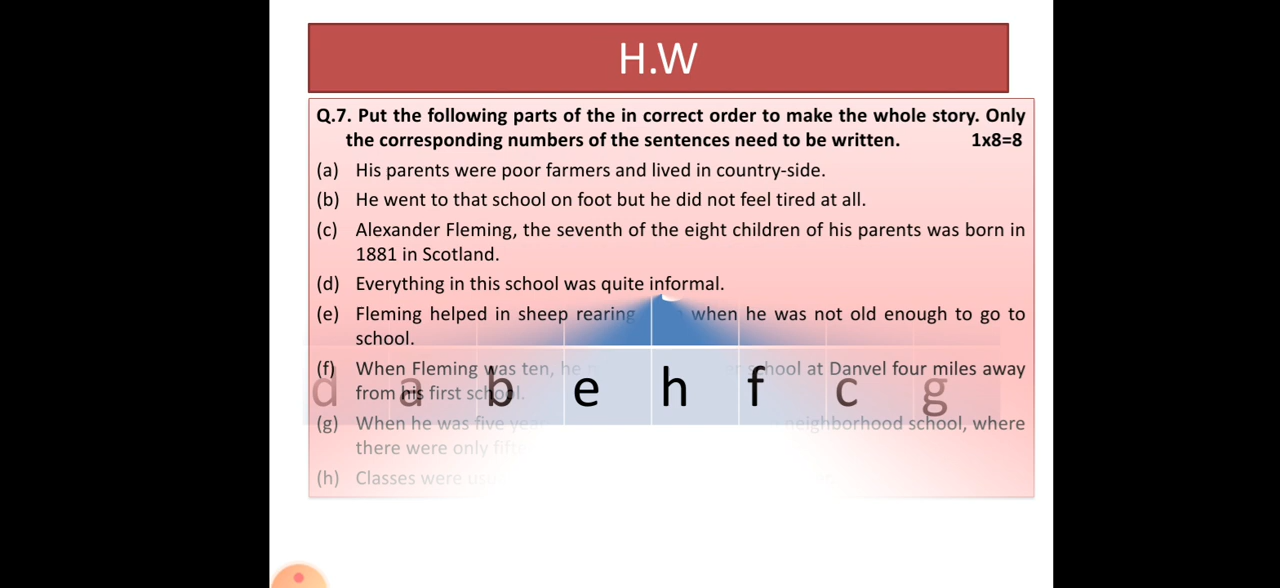 H.W
Q.7. Put the following parts of the in correct order to make the whole story. Only
the corresponding numbers of the sentences need to be written. 1x8=8
(a) His parents were poor farmers and lived in country-side.
(b) He went to that school on foot but he did not feel tired at all.
(c) Alexander Fleming, the seventh of the eight children of his parents was born in
1881 in Scotland.
(d) Everything in this school was quite informal.
(e) Fleming helped in sheep rearing when he was not old enough to go to
school.
(f) When Fleming was ten, he school at Danvel four miles away
from his first school.
d a b e h f c g
(g) When he was five neighborhood school, where
there were only
(h) Classes were